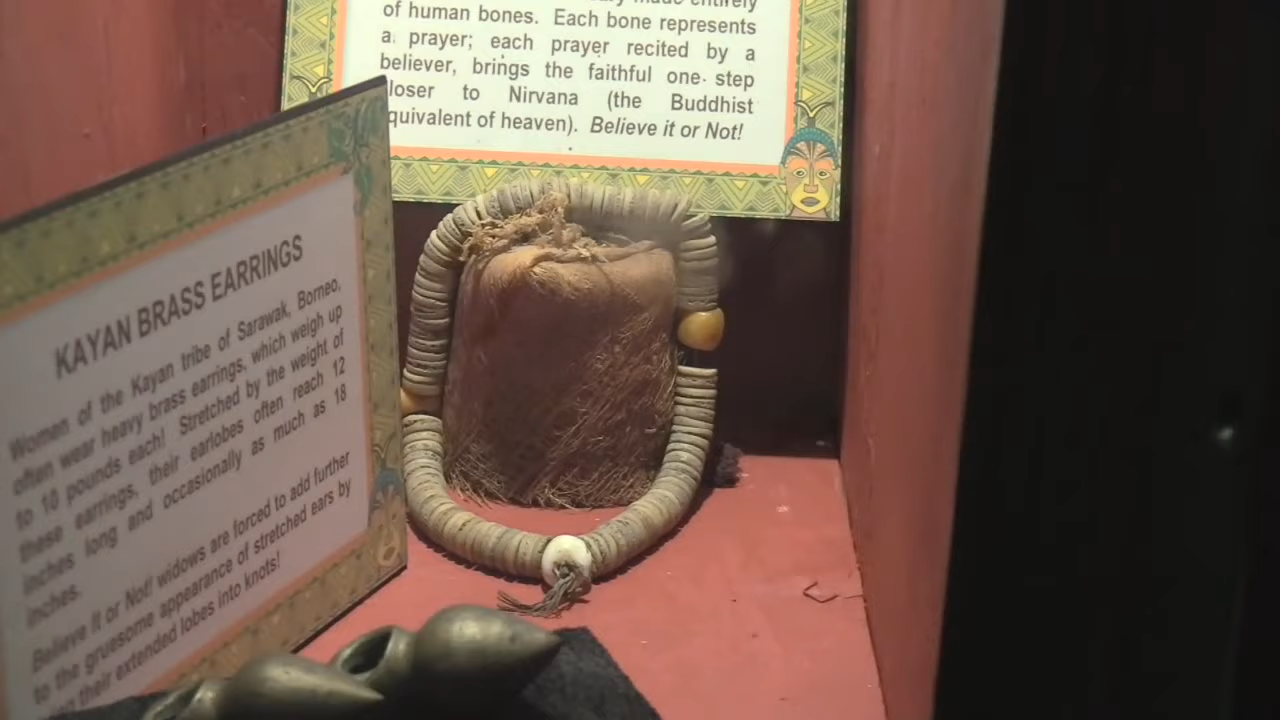 of human bones. Each bone represents
a prayer; each prayer recited by a
believer, brings the faithful one step
closer to Nirvana (the Buddhist
equivalent of heaven). Believe it or Not!
KAYAN BRASS EARRINGS
Women of the Kayan tribe of Sarawak, Borneo,
often wear heavy brass earrings, which weigh up
to 10 pounds each! Stretched by the weight of
these earrings, their earlobes often reach 12
inches long and occasionally as much as 18
inches.
Believe It or Not! widows are forced to add further
to the gruesome appearance of stretched ears by
their extended lobes into knots!